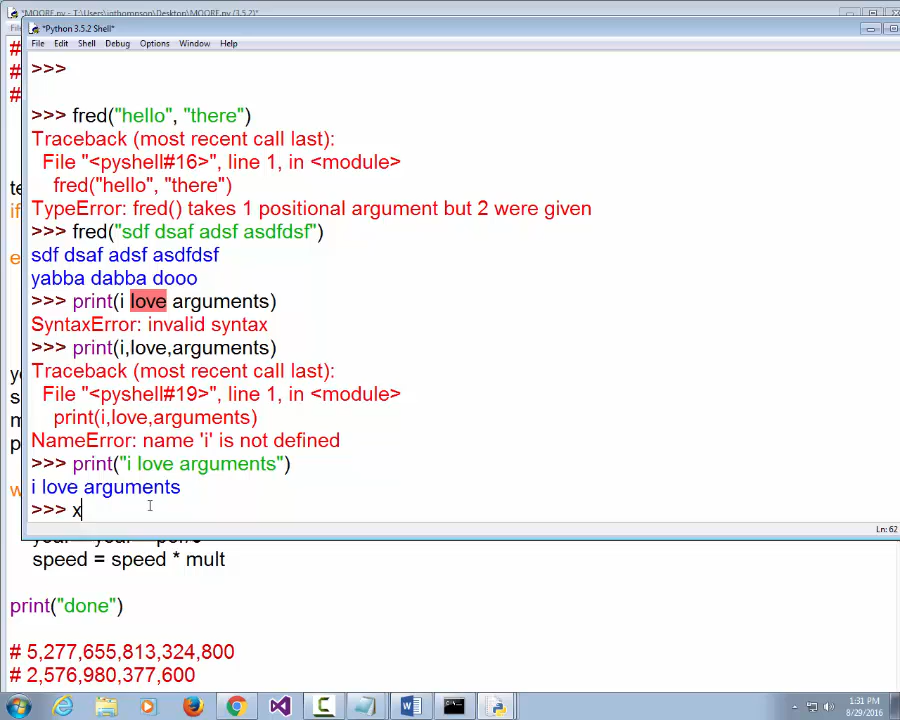 *MOORE.py - T:\Users\jgthompson\Desktop\MOORE.py (3.5.2)*
*Python 3.5.2 Shell*
File Edit Shell Debug Options Window Help
#
#
#
>>>
>>> fred("hello", "there")
Traceback (most recent call last):
File "<pyshell#16>", line 1, in <module>
fred("hello", "there")
TypeError: fred() takes 1 positional argument but 2 were given
>>> fred("sdf dsaf adsf asdfdsf")
sdf dsaf adsf asdfdsf
yabba dabba dooo
>>> print(i love arguments)
SyntaxError: invalid syntax
>>> print(i,love,arguments)
Traceback (most recent call last):
File "<pyshell#19>", line 1, in <module>
print(i,love,arguments)
NameError: name 'i' is not defined
>>> print("i love arguments")
i love arguments
>>> x
Ln: 62
speed = speed * mult
print("done")
# 5,277,655,813,324,800
# 2,576,980,377,600
1:31 PM
8/29/2016